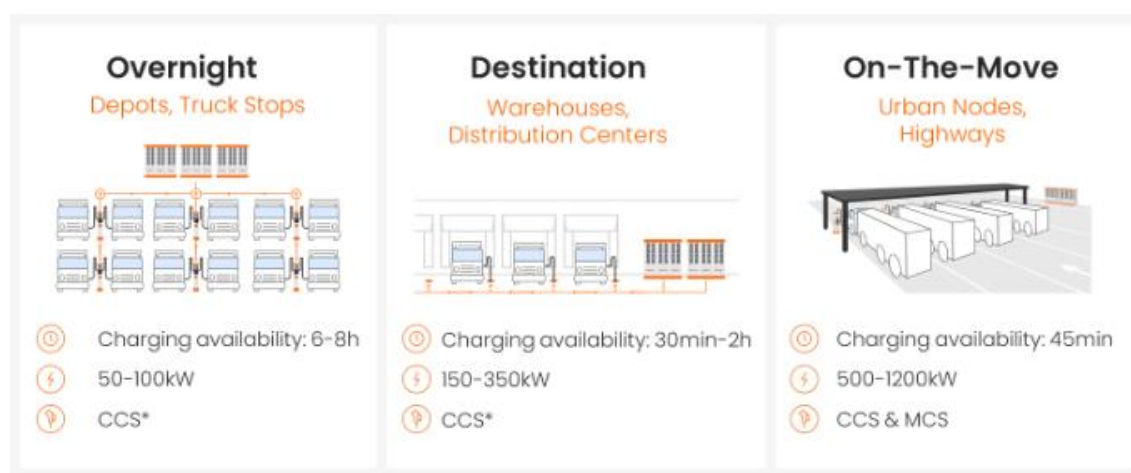 Overnight
Depots, Truck Stops
Charging availability: 6-8h
50-100kW
CCS*
Destination
Warehouses,
Distribution Centers
Charging availability: 30min-2h
150-350kW
CCS*
On-The-Move
Urban Nodes,
Highways
Charging availability: 45min
500-1200kW
CCS & MCS